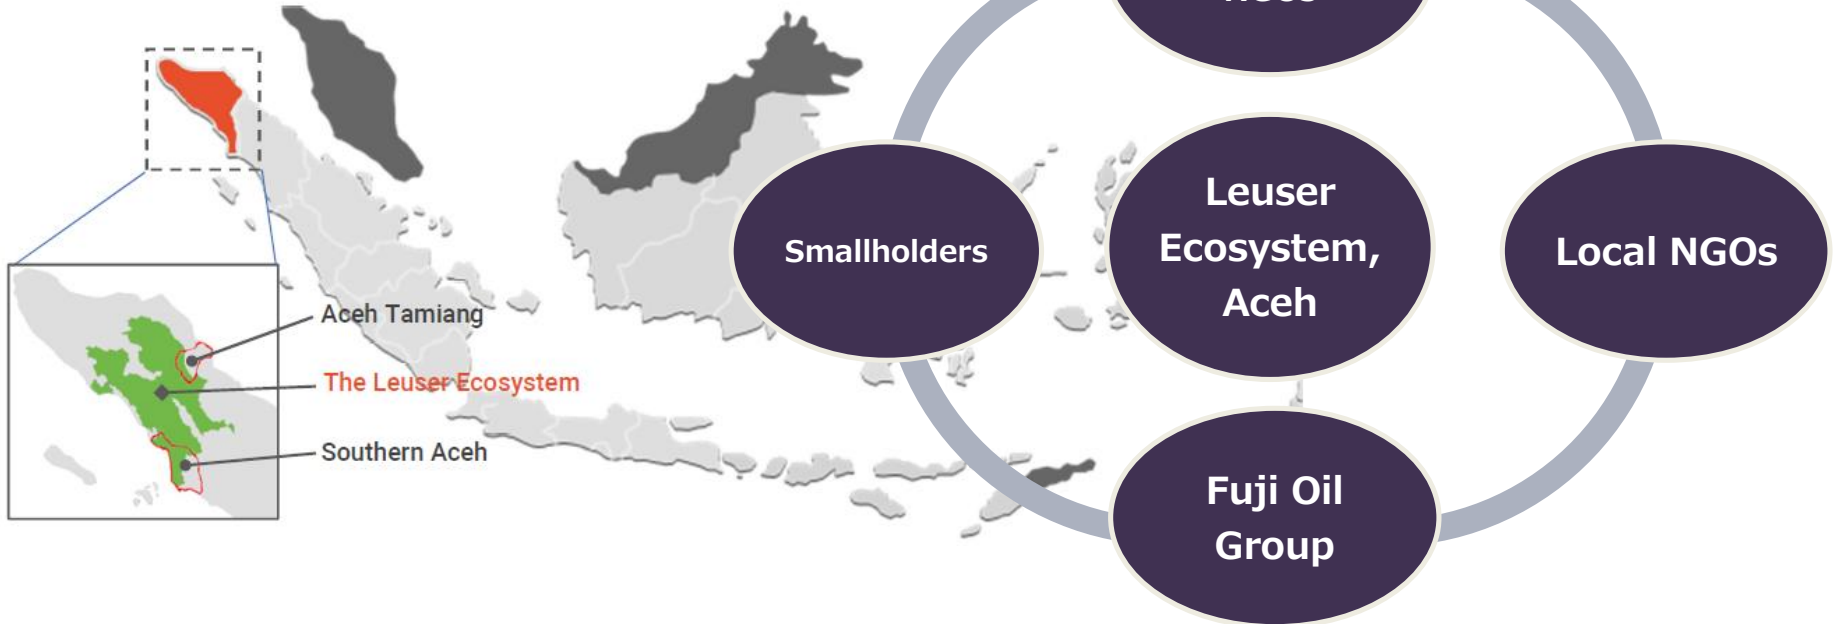 Leuser
Ecosystem,
Aceh
Smallholders
Local NGOs
Aceh Tamiang
The Leuser Ecosystem
Southern Aceh
Fuji Oil
Group